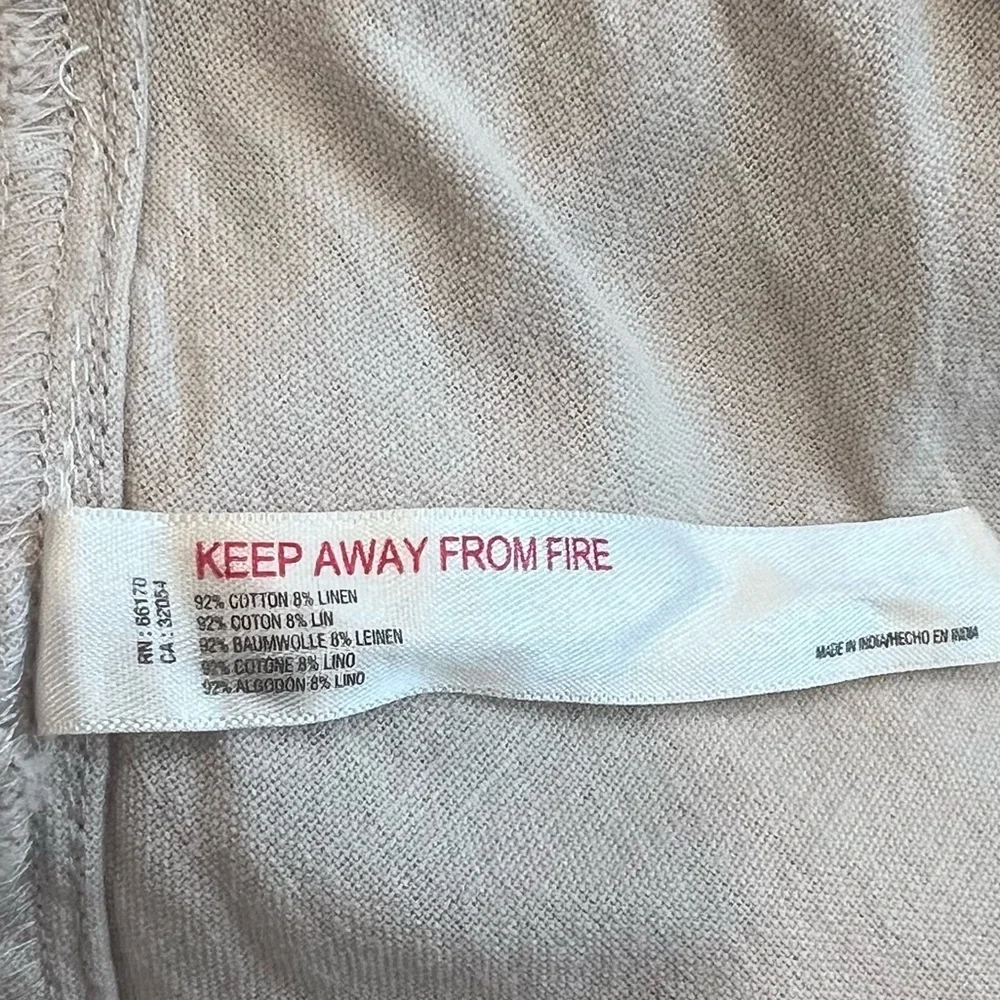 KEEP AWAY FROM FIRE
RN : 66170
CA : 32054
92% COTTON 8% LINEN
92% COTON 8% LIN
92% BAUMWOLLE 8% LEINEN
92% COTONE 8% LINO
92% ALGODON 8% LINO
MADE IN INDIA/HECHO EN INDIA